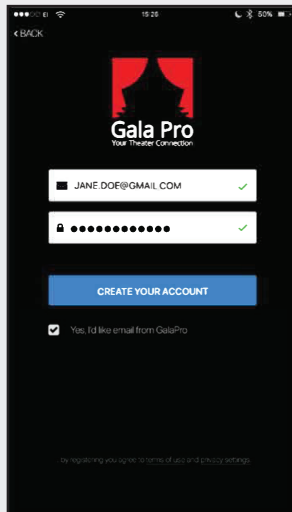 15:26
50%
BACK
Gala Pro
Your Theater Connection
JANE.DOE@GMAIL.COM
CREATE YOUR ACCOUNT
Yes, I'd like email from GalaPro
by registering you agree to terms of use and privacy settings